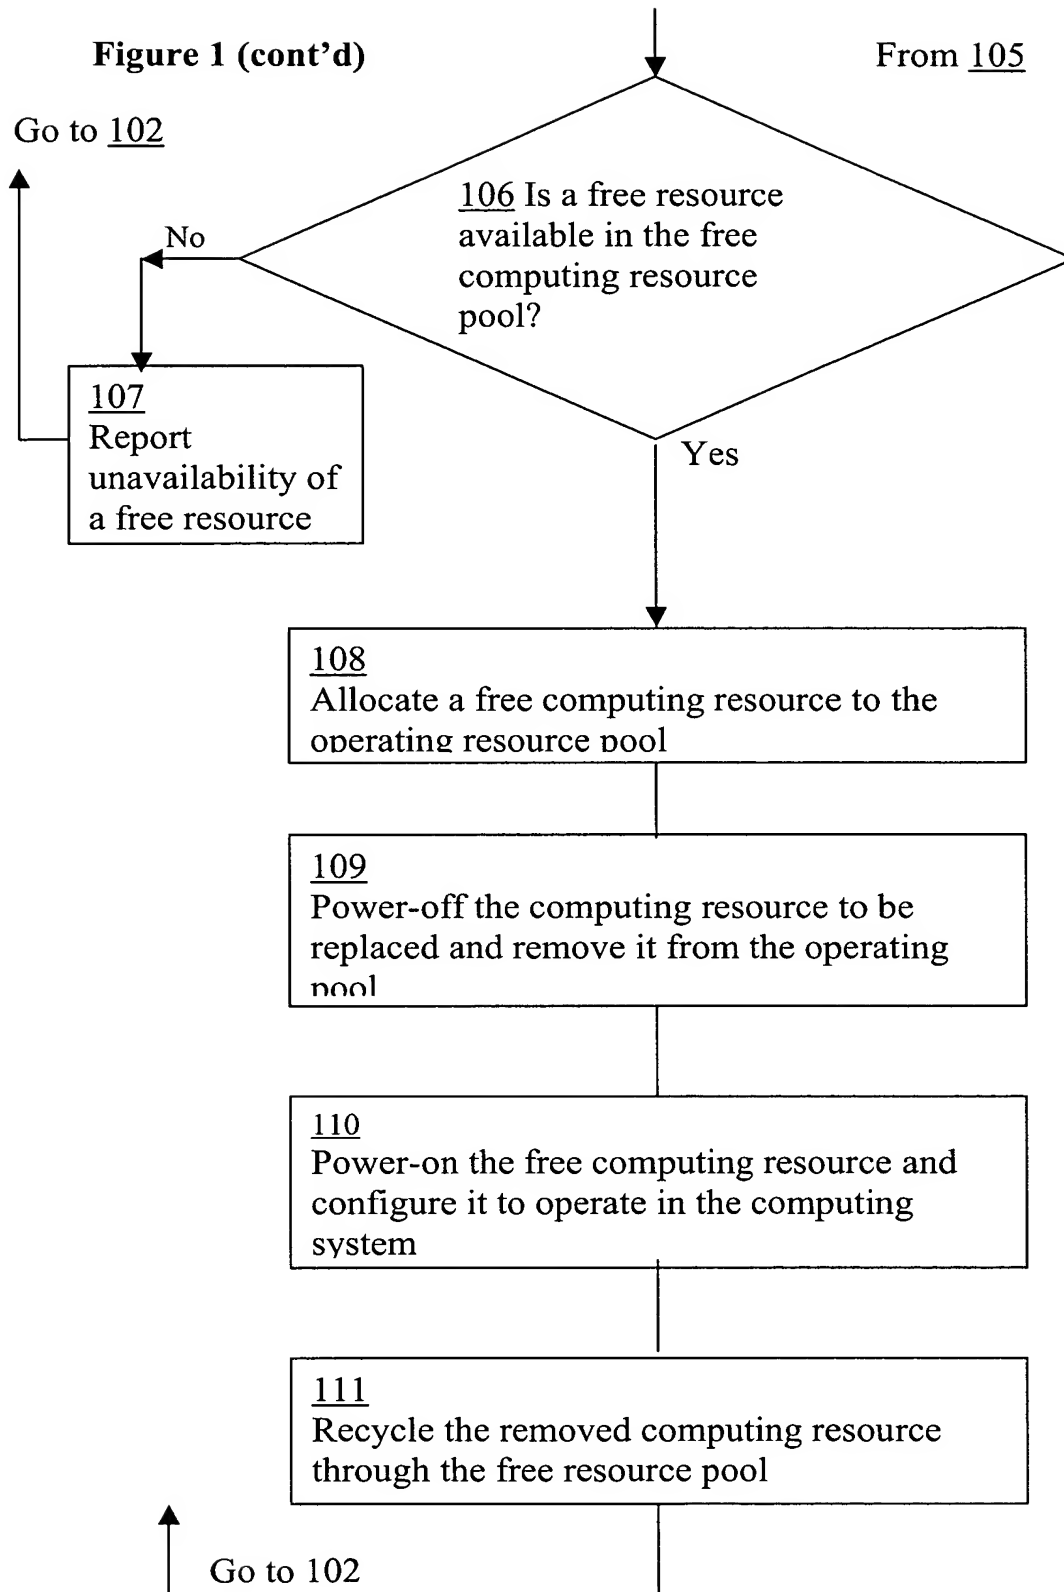 Figure 1 (cont’d)
From 105
Go to 102
106 Is a free resource
available in the free
computing resource
pool?
No
107
Report
unavailability of
a free resource
Yes
108
Allocate a free computing resource to the
operating resource pool
109
Power-off the computing resource to be
replaced and remove it from the operating
pool
110
Power-on the free computing resource and
configure it to operate in the computing
system
111
Recycle the removed computing resource
through the free resource pool
Go to 102